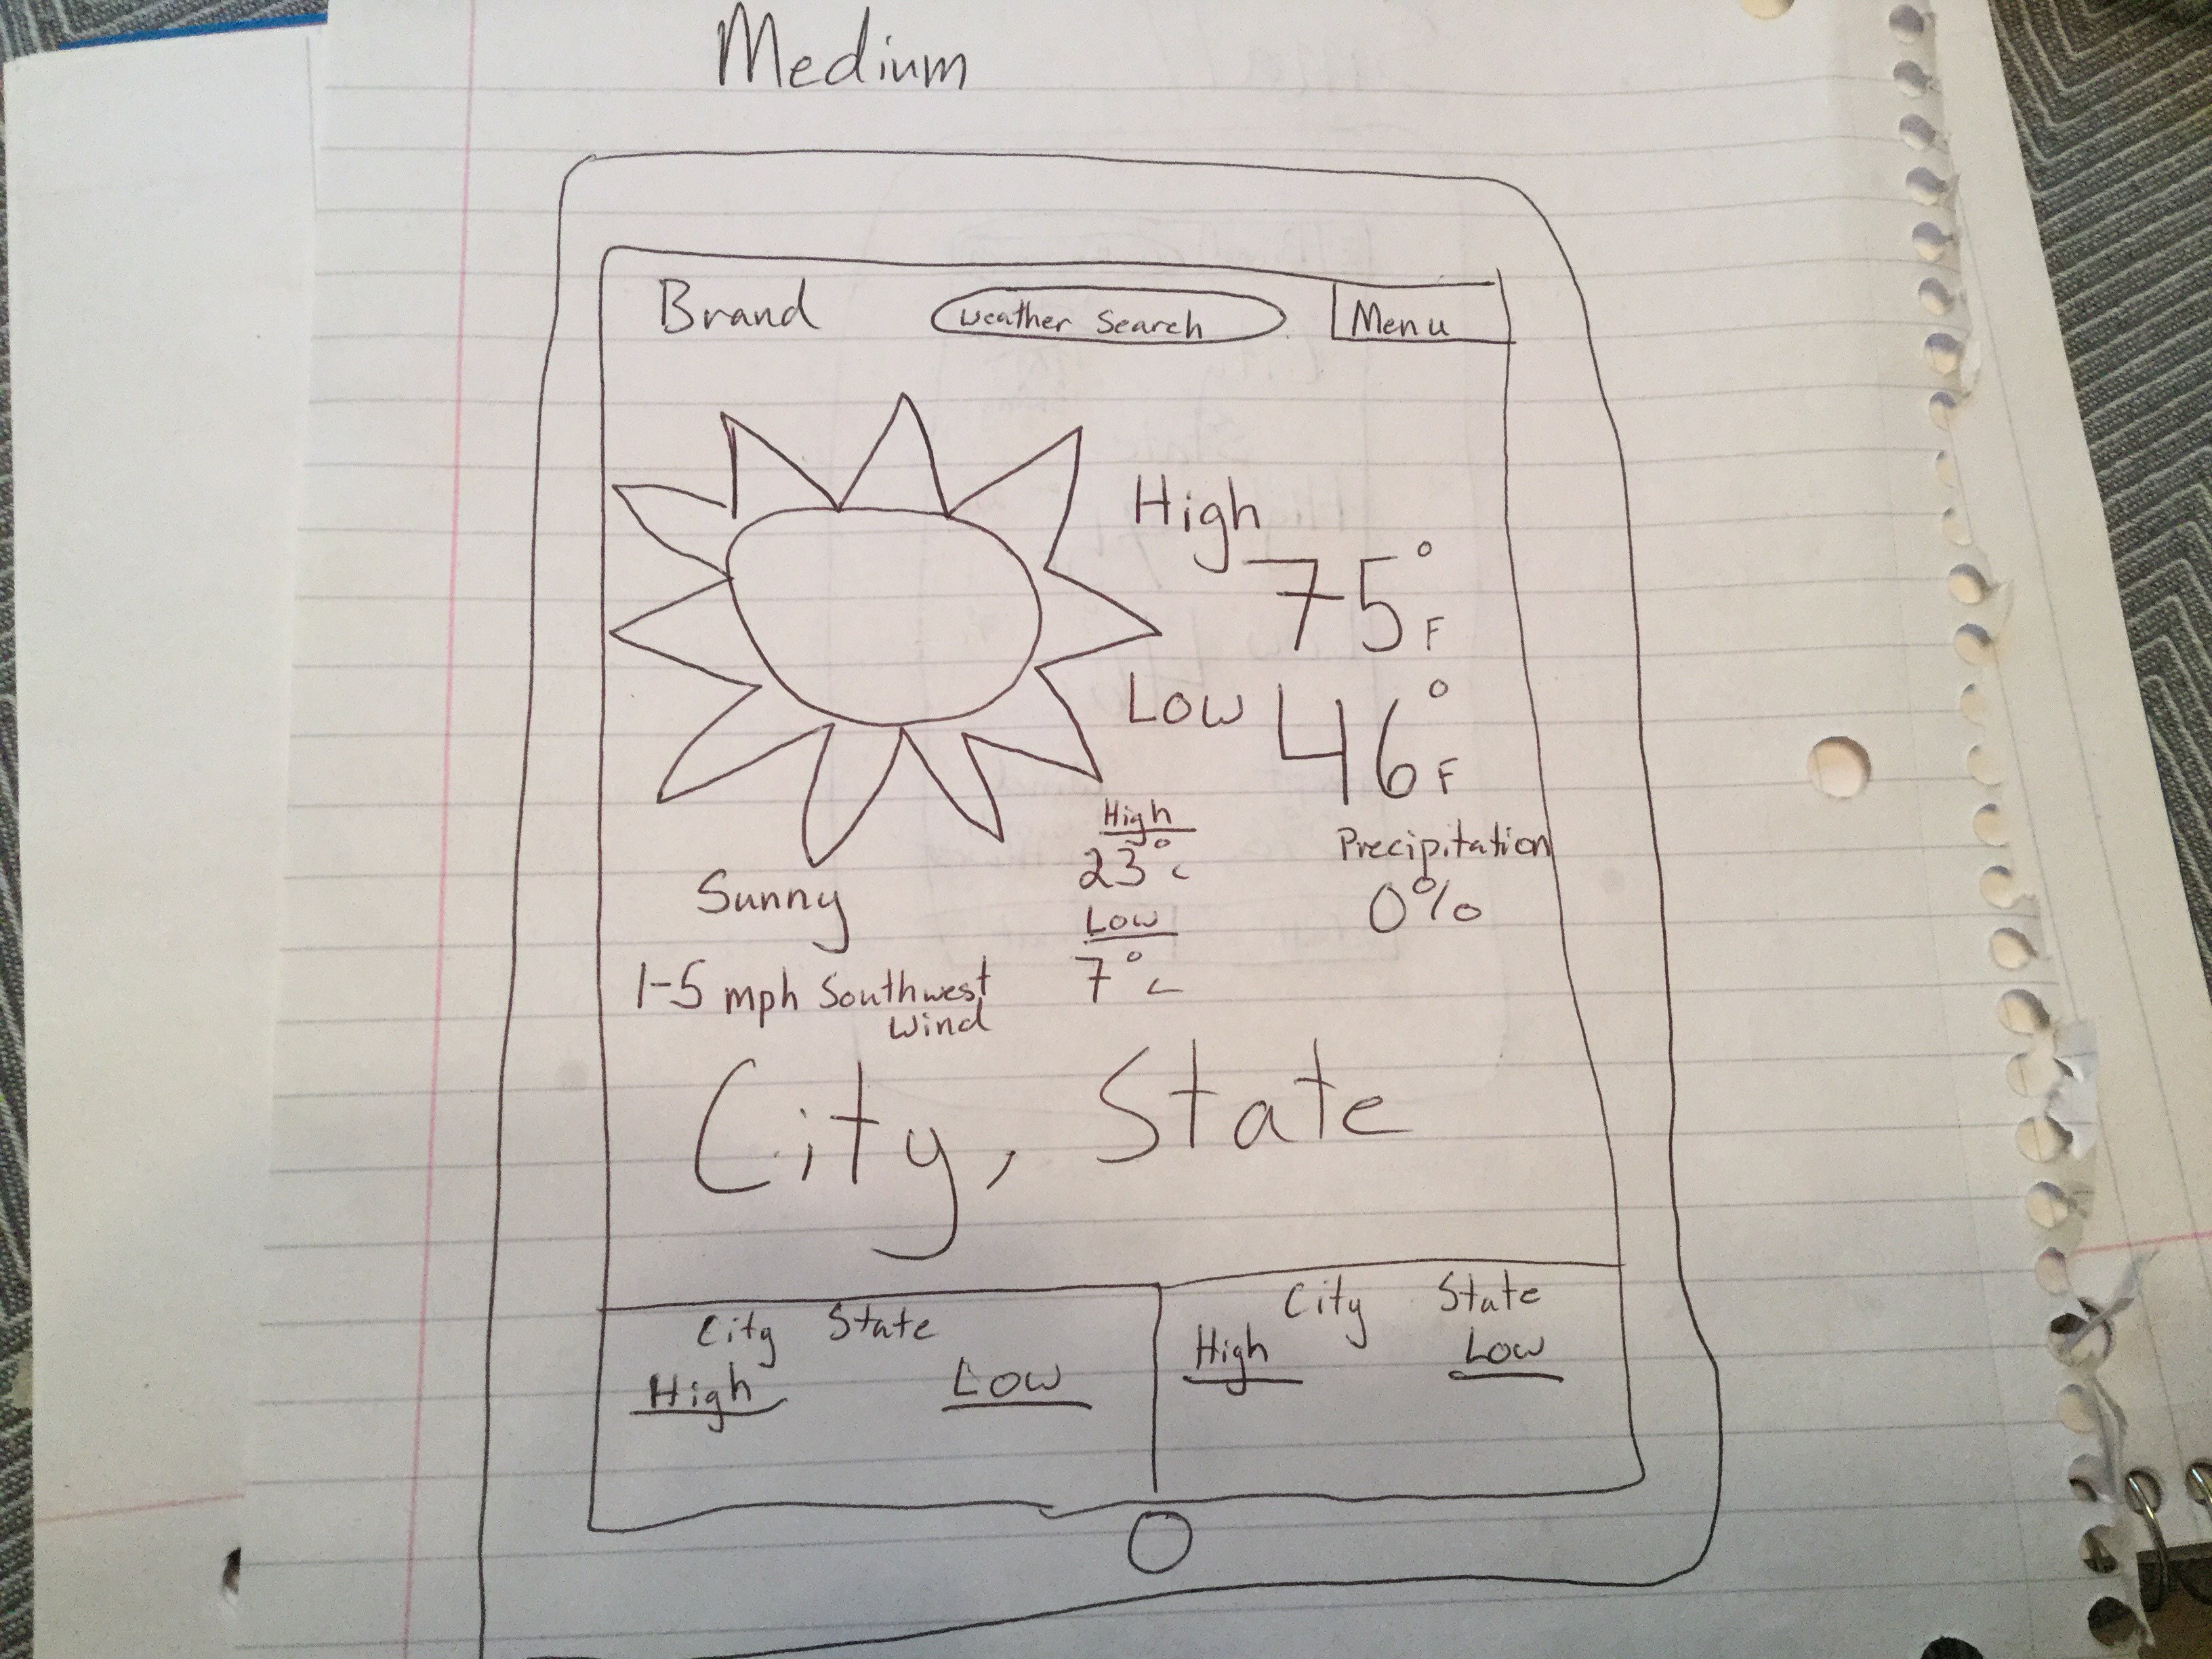 Medium
Brand weather Search Menu
High 75° F
Low 46° F
Sunny
1-5 mph Southwest
Wind
High
23° c
Low
7° c
Precipitation
0%
City, State
City State
High Low
City State
High Low